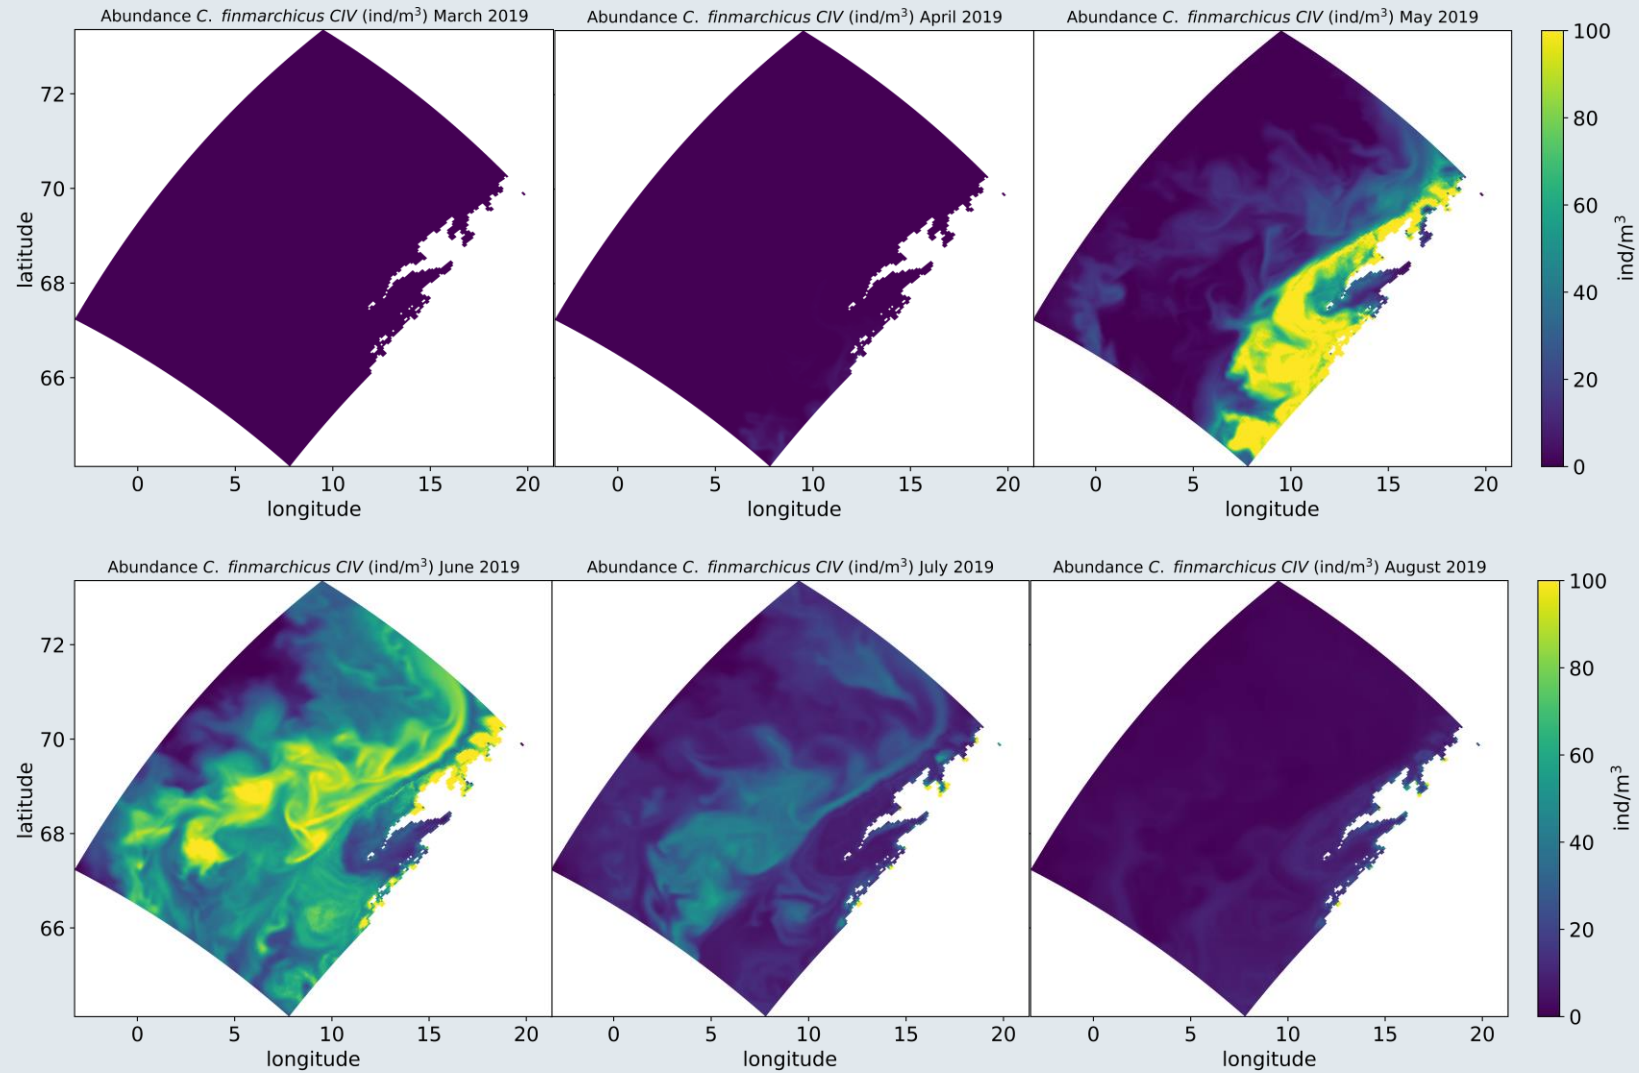 Abundance C. finmarchicus CIV (ind/m³) March 2019
Abundance C. finmarchicus CIV (ind/m³) April 2019
Abundance C. finmarchicus CIV (ind/m³) May 2019
latitude
72
70
68
66
0 5 10 15 20
longitude
0 5 10 15 20
longitude
0 5 10 15 20
longitude
100
80
60
40
20
0
ind/m³
Abundance C. finmarchicus CIV (ind/m³) June 2019
Abundance C. finmarchicus CIV (ind/m³) July 2019
Abundance C. finmarchicus CIV (ind/m³) August 2019
latitude
72
70
68
66
0 5 10 15 20
longitude
0 5 10 15 20
longitude
0 5 10 15 20
longitude
100
80
60
40
20
0
ind/m³